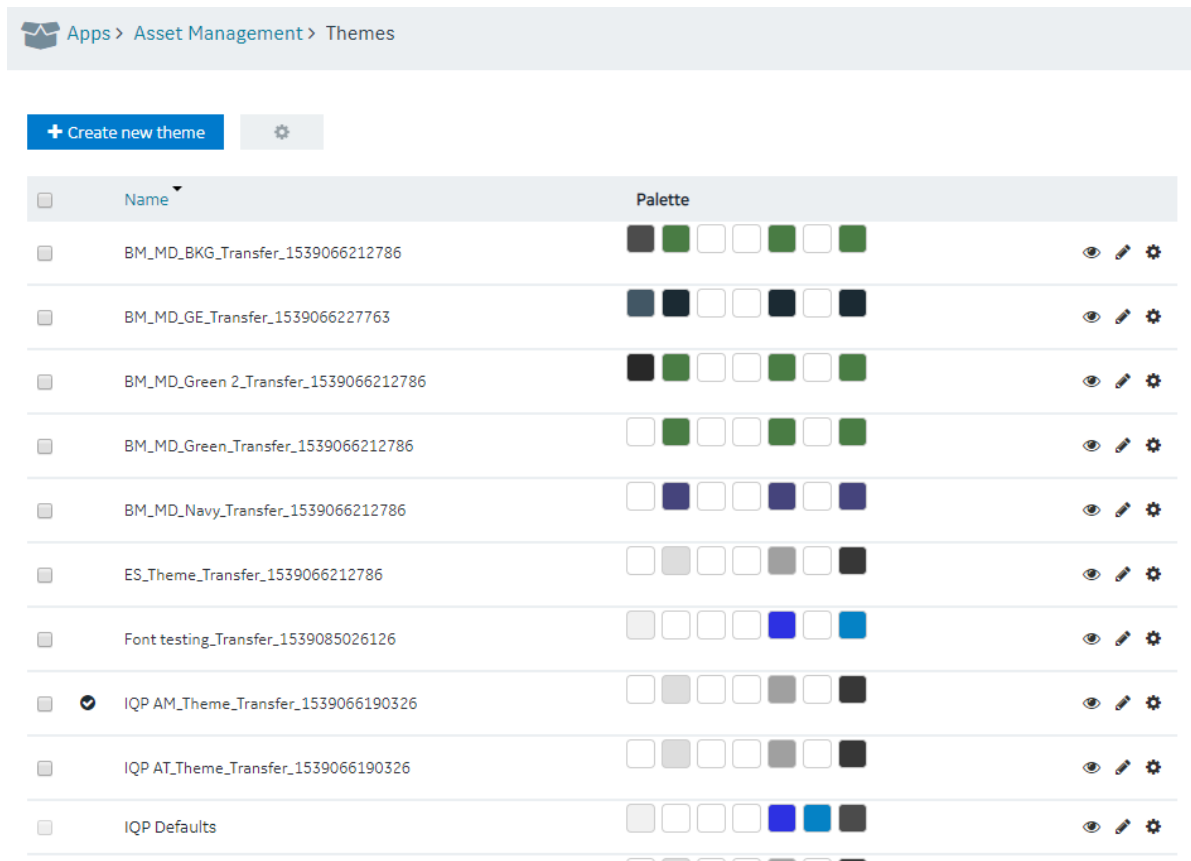 Apps > Asset Management > Themes
+ Create new theme
Name Palette
BM_MD_BKG_Transfer_1539066212786
BM_MD_GE_Transfer_1539066227763
BM_MD_Green 2_Transfer_1539066212786
BM_MD_Green_Transfer_1539066212786
BM_MD_Navy_Transfer_1539066212786
ES_Theme_Transfer_1539066212786
Font testing_Transfer_1539085026126
IQP AM_Theme_Transfer_1539066190326
IQP AT_Theme_Transfer_1539066190326
IQP Defaults